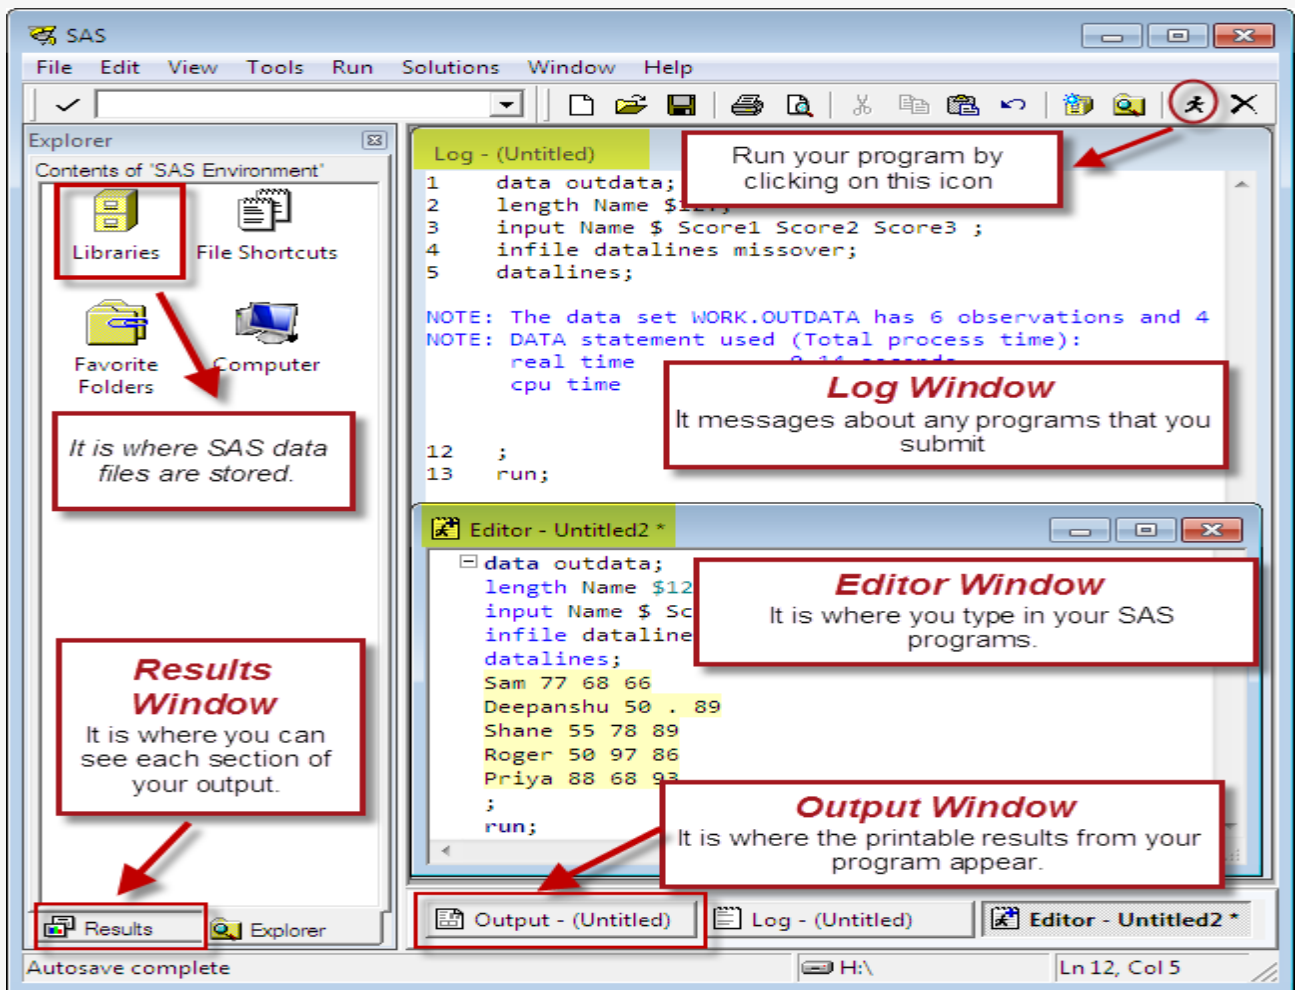 SAS
File Edit View Tools Run Solutions Window Help
Explorer
Contents of 'SAS Environment'
Libraries
File Shortcuts
Favorite
Folders
Computer
It is where SAS data
files are stored.
Results
Window
It is where you can
see each section of
your output.
Results
Explorer
Log - (Untitled)
Run your program by
clicking on this icon
1 data outdata;
2 length Name
3 input Name $ Score1 Score2 Score3 ;
4 infile datalines missover;
5 datalines;
NOTE: The data set WORK.OUTDATA has 6 observations and 4
NOTE: DATA statement used (Total process time):
real time
cpu time
12 ;
13 run;
Log Window
It messages about any programs that you
submit
Editor - Untitled2 *
data outdata;
length Name $12
input Name $ Sc
infile dataline
datalines;
Sam 77 68 66
Deepanshu 50 . 89
Shane 55 78 89
Roger 50 97 86
Priya 88 68 93
;
run;
Editor Window
It is where you type in your SAS
programs.
Output Window
It is where the printable results from your
program appear.
Output - (Untitled)
Log - (Untitled)
Editor - Untitled2 *
Autosave complete
H:\
Ln 12, Col 5